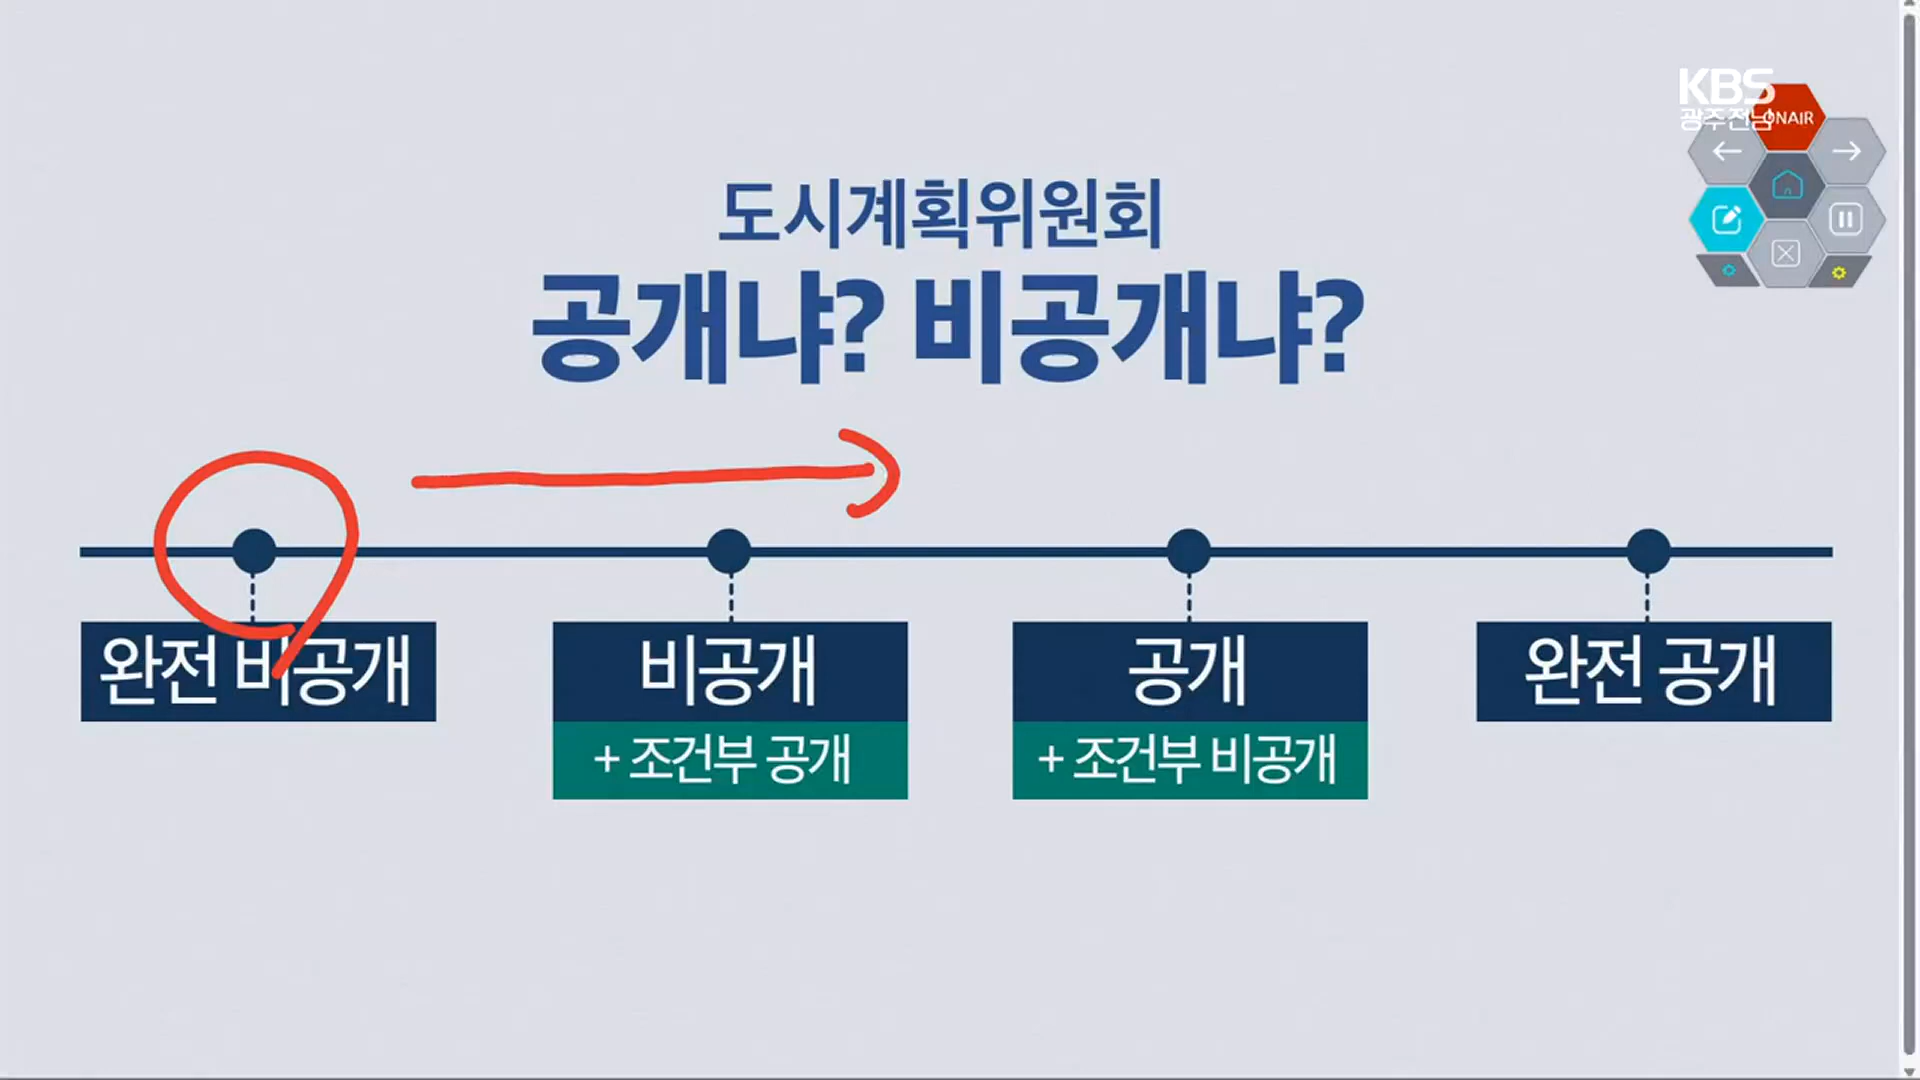 KBS
광주전남
ONAIR
도시계획위원회
공개냐? 비공개냐?
완전 비공개
비공개
+ 조건부 공개
공개
+ 조건부 비공개
완전 공개